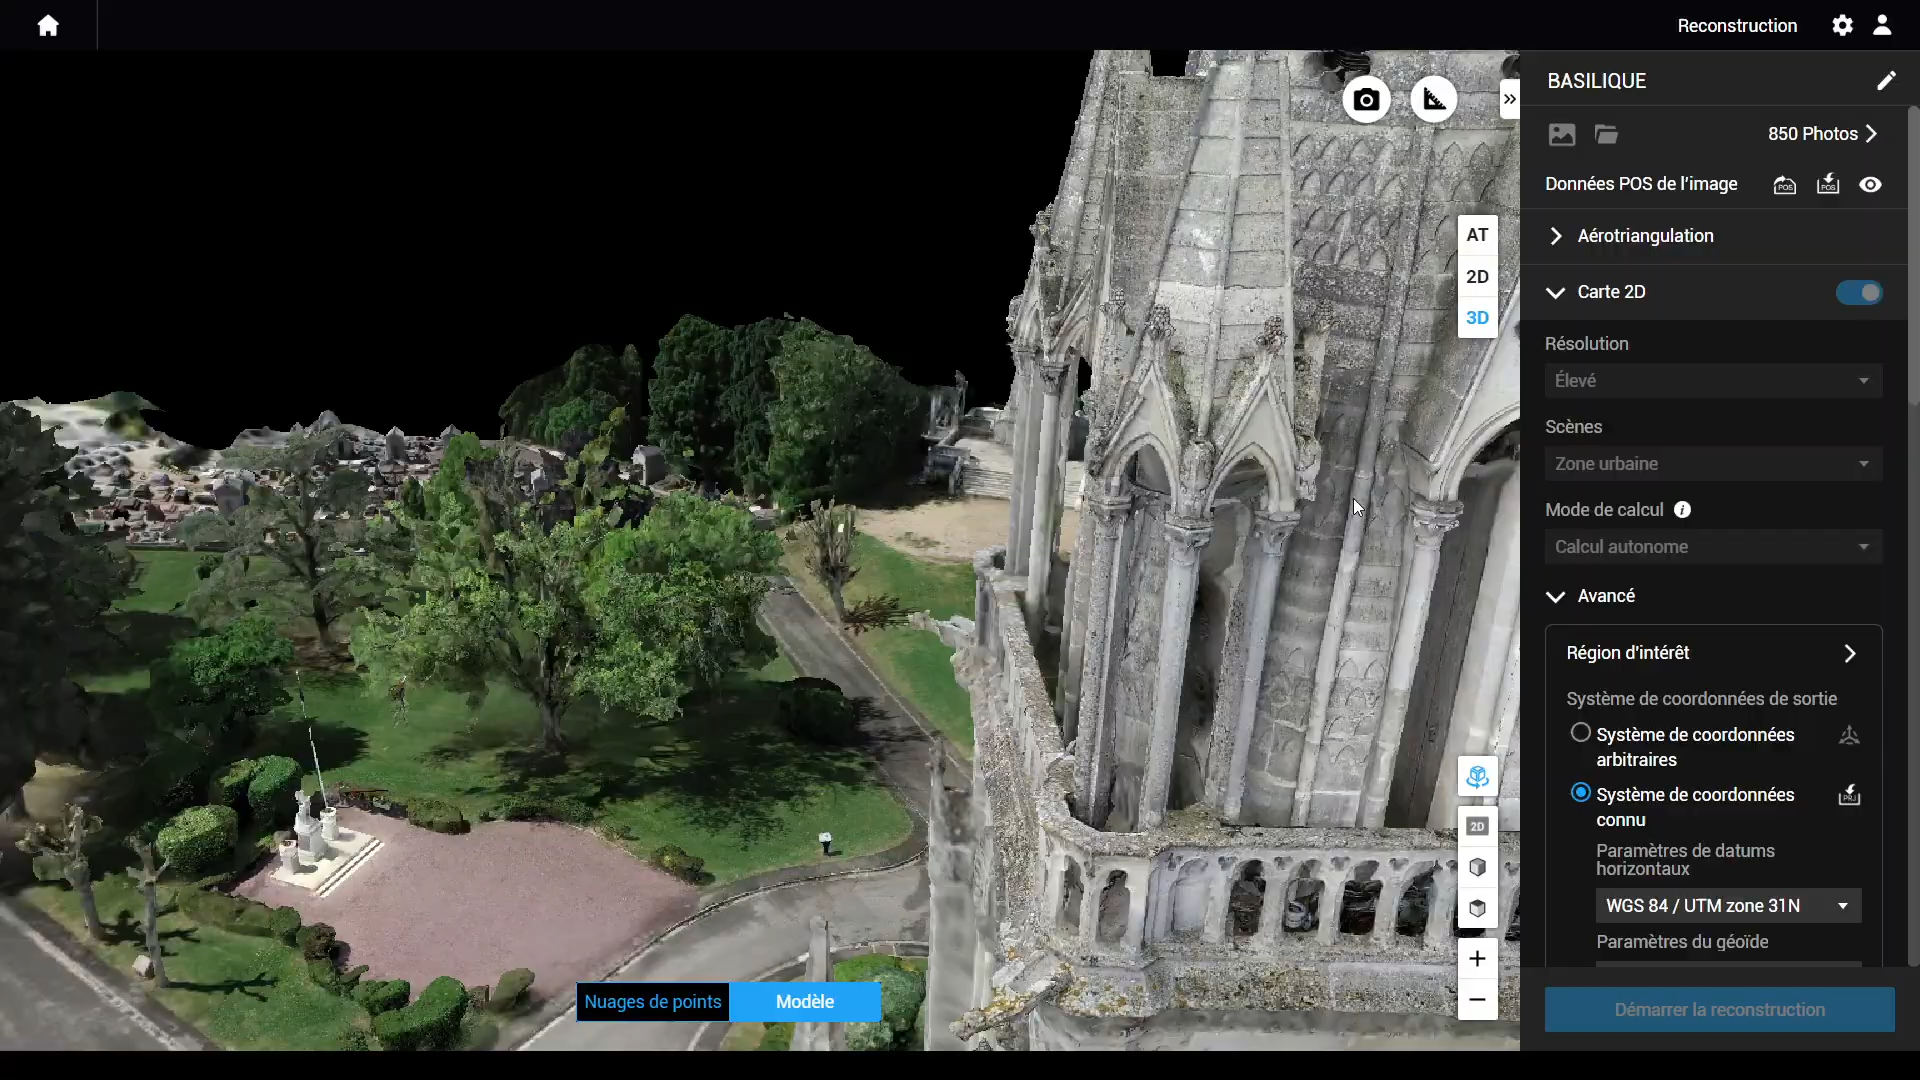 Reconstruction
BASILIQUE
850 Photos
Données POS de l'image
POS
POS
Aérotriangulation
AT
2D
3D
Carte 2D
Résolution
Élevé
Scènes
Zone urbaine
Mode de calcul
Calcul autonome
Avancé
Région d'intérêt
Système de coordonnées de sortie
Système de coordonnées
arbitraires
Système de coordonnées
connu
PRJ
Paramètres de datums
horizontaux
2D
WGS 84 / UTM zone 31N
Paramètres du géoïde
Nuages de points
Modèle
Démarrer la reconstruction